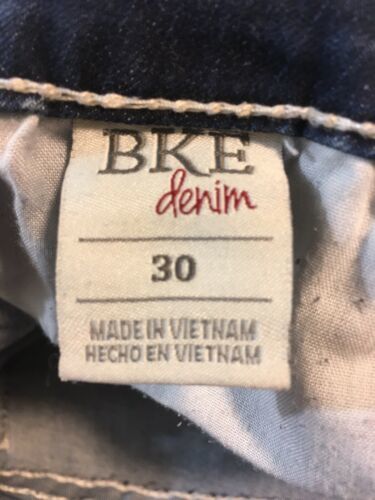 BKE
denim
30
MADE IN VIETNAM
HECHO EN VIETNAM